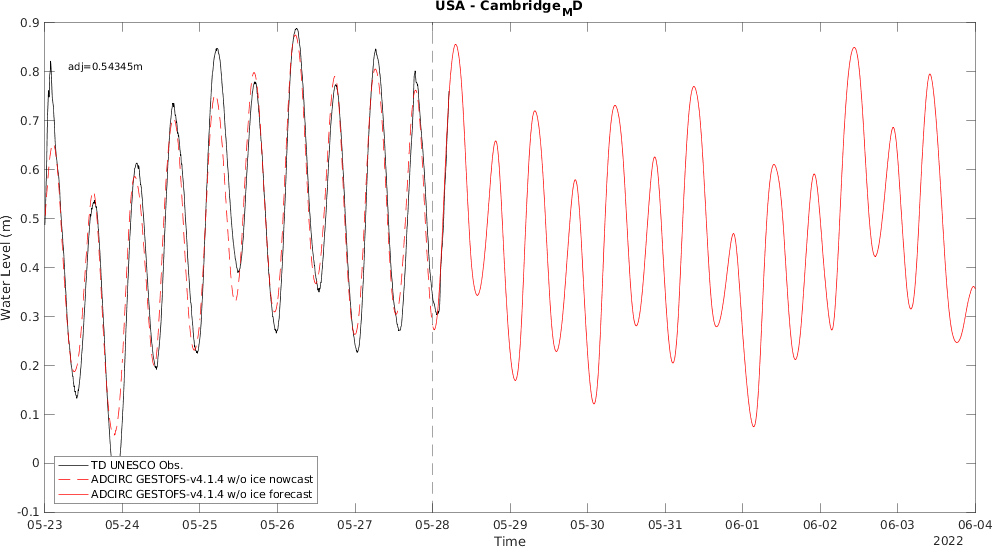 USA - Cambridge_MD
adj=0.54345m
Water Level (m)
0.9
0.8
0.7
0.6
0.5
0.4
0.3
0.2
0.1
0
-0.1
TD UNESCO Obs.
ADCIRC GESTOFS-v4.1.4 w/o ice nowcast
ADCIRC GESTOFS-v4.1.4 w/o ice forecast
05-23 05-24 05-25 05-26 05-27 05-28 05-29 05-30 05-31 06-01 06-02 06-03 06-04
Time
2022